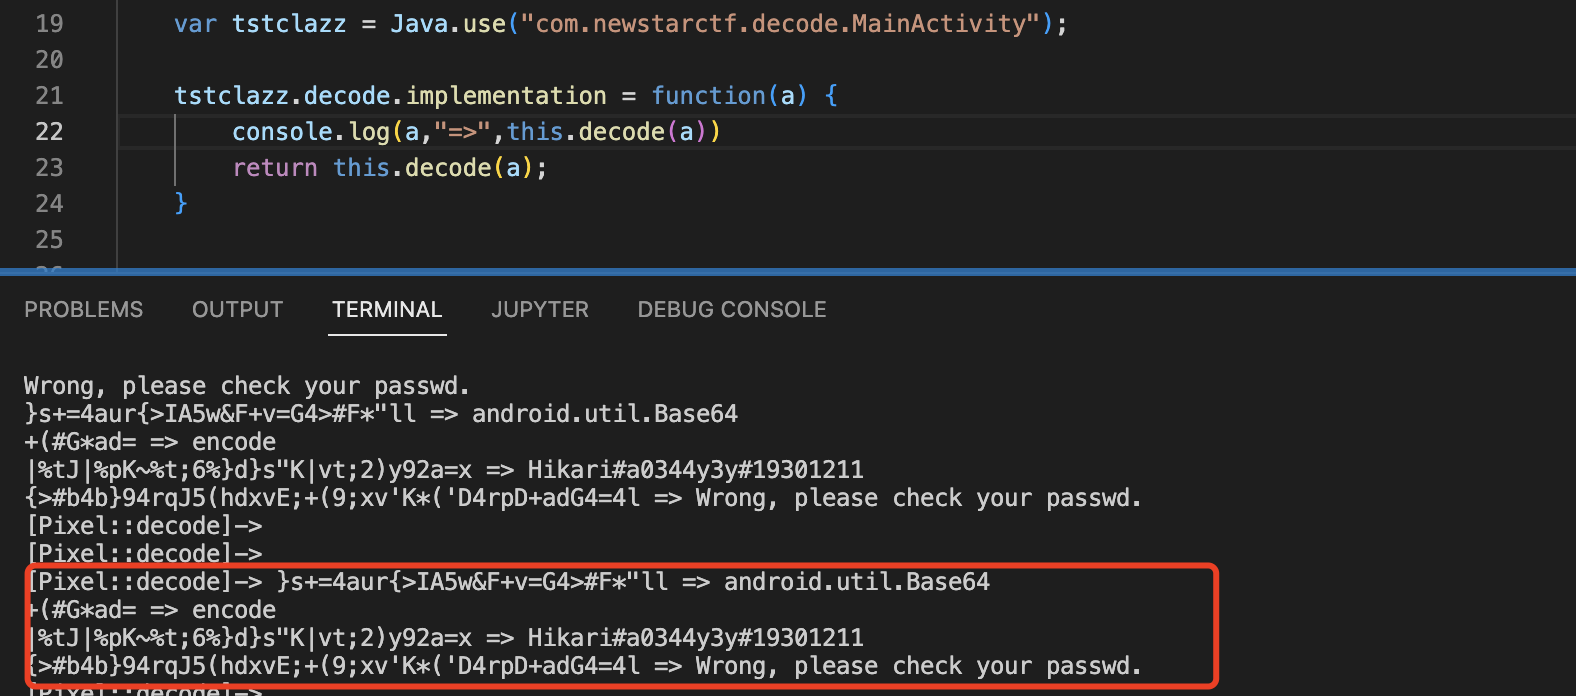 19 var tstclazz = Java.use("com.newstarctf.decode.MainActivity");
20
21 tstclazz.decode.implementation = function(a) {
22 console.log(a,"=>",this.decode(a))
23 return this.decode(a);
24 }
25
PROBLEMS OUTPUT TERMINAL JUPYTER DEBUG CONSOLE
Wrong, please check your passwd.
}s+=4aur{>IA5w&F+v=G4>#F*"ll => android.util.Base64
+(#G*ad= => encode
|%tJ|%pK~%t;6%}d}s"K|vt;2)y92a=x => Hikari#a0344y3y#19301211
{>#b4b}94rqJ5(hdxvE;+(9;xv'K*('D4rpD+adG4=4l => Wrong, please check your passwd.
[Pixel::decode]->
[Pixel::decode]->
[Pixel::decode]-> }s+=4aur{>IA5w&F+v=G4>#F*"ll => android.util.Base64
+(#G*ad= => encode
|%tJ|%pK~%t;6%}d}s"K|vt;2)y92a=x => Hikari#a0344y3y#19301211
{>#b4b}94rqJ5(hdxvE;+(9;xv'K*('D4rpD+adG4=4l => Wrong, please check your passwd.
[Pixel::decode]->